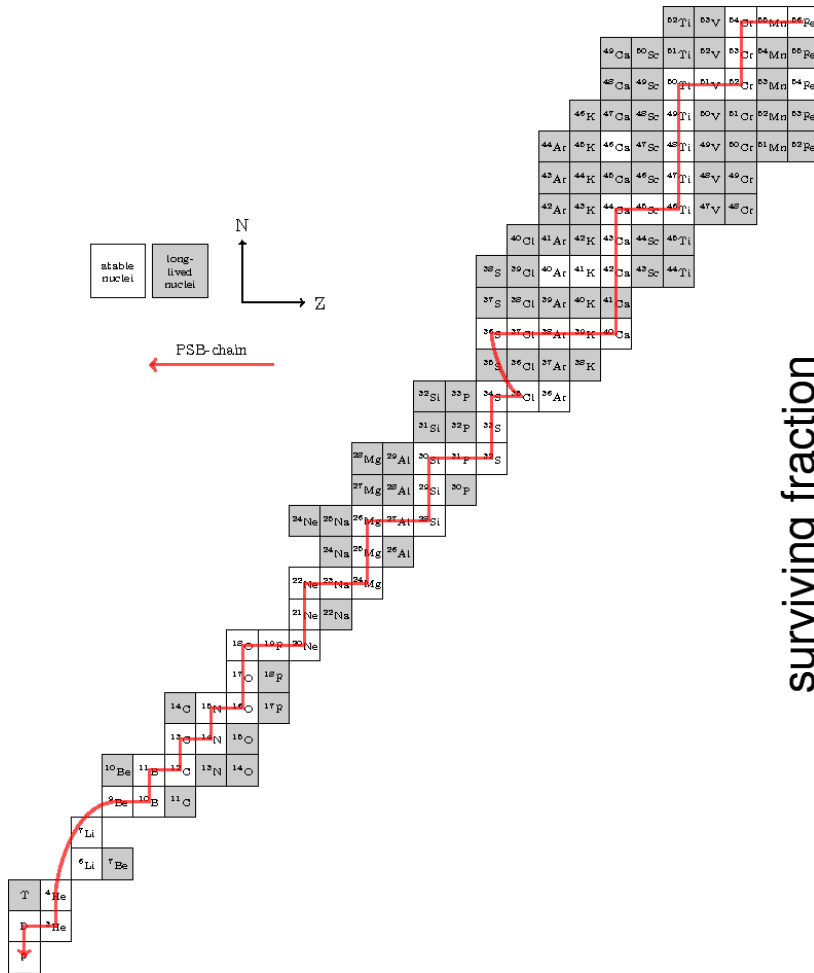 ⁵²Ti ⁵³V ⁵⁴Cr ⁵⁵Mn ⁵⁶Fe
⁴⁹Ca ⁵⁰Sc ⁵¹Ti ⁵²V ⁵³Cr ⁵⁴Mn ⁵⁵Fe
⁴⁸Ca ⁴⁹Sc ⁵⁰Ti ⁵¹V ⁵²Cr ⁵³Mn ⁵⁴Fe
⁴⁶K ⁴⁷Ca ⁴⁸Sc ⁴⁹Ti ⁵⁰V ⁵¹Cr ⁵²Mn ⁵³Fe
⁴⁴Ar ⁴⁵K ⁴⁶Ca ⁴⁷Sc ⁴⁸Ti ⁴⁹V ⁵⁰Cr ⁵¹Mn ⁵²Fe
⁴³Ar ⁴⁴K ⁴⁵Ca ⁴⁶Sc ⁴⁷Ti ⁴⁸V ⁴⁹Cr
⁴²Ar ⁴³K ⁴⁴Ca ⁴⁵Sc ⁴⁶Ti ⁴⁷V ⁴⁸Cr
N
⁴⁰Cl ⁴¹Ar ⁴²K ⁴³Ca ⁴⁴Sc ⁴⁵Ti
stable
nuclei
long-
lived
nuclei
³⁸S ³⁹Cl ⁴⁰Ar ⁴¹K ⁴²Ca ⁴³Sc ⁴⁴Ti
Z
³⁷S ³⁸Cl ³⁹Ar ⁴⁰K ⁴¹Ca
³⁶S ³⁷Cl ³⁸Ar ³⁹K ⁴⁰Ca
PSB-chain
³⁵S ³⁶Cl ³⁷Ar ³⁸K
³²Si ³³P ³⁴S ³⁵Cl ³⁶Ar
³¹Si ³²P ³³S
²⁸Mg ²⁹Al ³⁰Si ³¹P ³²S
²⁷Mg ²⁸Al ²⁹Si ³⁰P
²⁴Ne ²⁵Na ²⁶Mg ²⁷Al ²⁸Si
²⁴Na ²⁵Mg ²⁶Al
²²Ne ²³Na ²⁴Mg
²¹Ne ²²Na
¹⁸O ¹⁹F ²⁰Ne
¹⁷O ¹⁸F
¹⁴C ¹⁵N ¹⁶O ¹⁷F
¹³C ¹⁴N ¹⁵O
¹⁰Be ¹¹B ¹²C ¹³N ¹⁴O
⁹Be ¹⁰B ¹¹C
⁷Li
⁶Li ⁷Be
T ⁴He
D ³He
P
surviving fraction